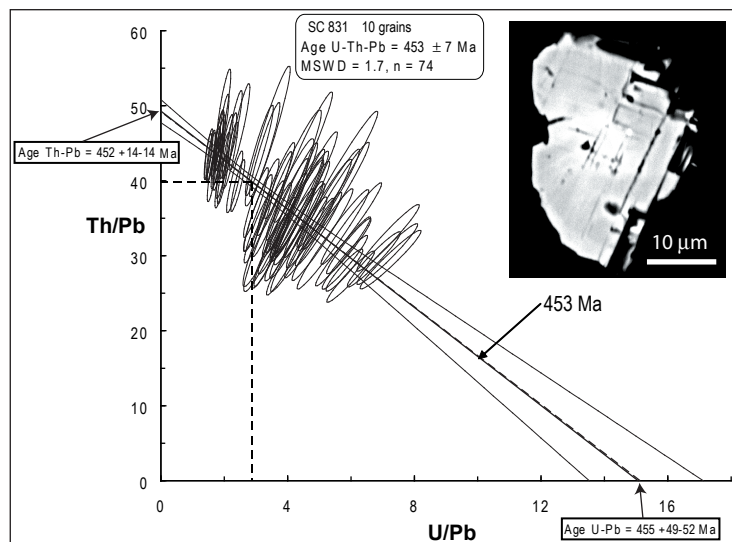 SC 831 10 grains
Age U-Th-Pb = 453 ± 7 Ma
MSWD = 1.7, n = 74
60
50
40
30
20
10
0
Th/Pb
Age Th-Pb = 452 +14-14 Ma
453 Ma
10 µm
0
4
8
12
16
U/Pb
Age U-Pb = 455 +49-52 Ma